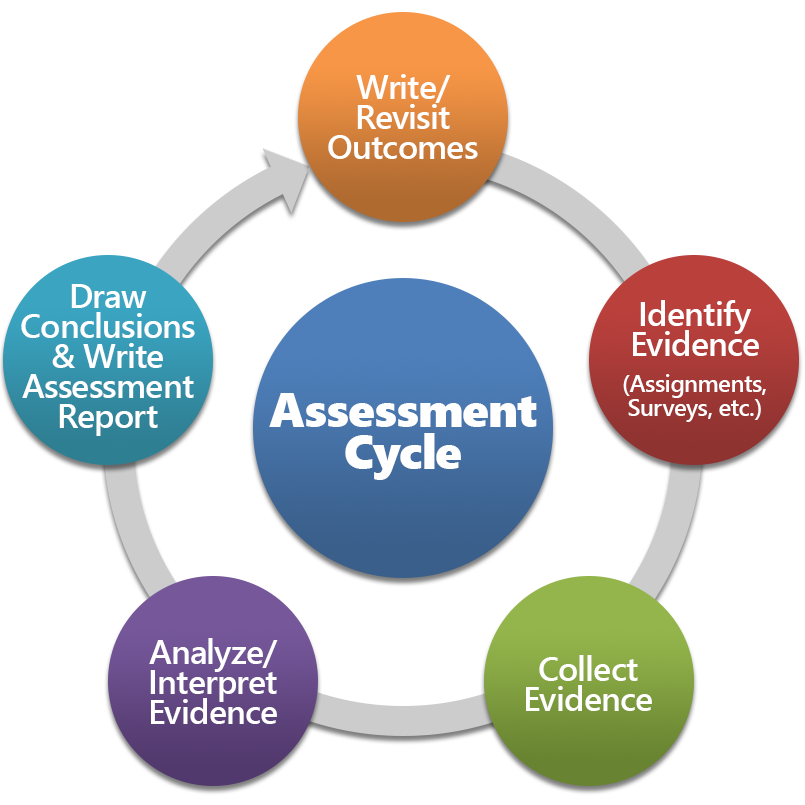 Write/
Revisit
Outcomes
Identify
Evidence
(Assignments,
Surveys, etc.)
Collect
Evidence
Analyze/
Interpret
Evidence
Draw
Conclusions
& Write
Assessment
Report
Assessment
Cycle